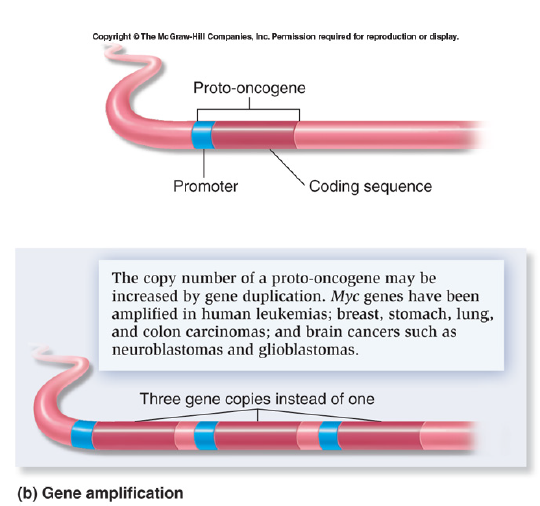 Copyright © The McGraw-Hill Companies, Inc. Permission required for reproduction or display.
Proto-oncogene
Promoter
Coding sequence
The copy number of a proto-oncogene may be
increased by gene duplication. Myc genes have been
amplified in human leukemias; breast, stomach, lung,
and colon carcinomas; and brain cancers such as
neuroblastomas and glioblastomas.
Three gene copies instead of one
(b) Gene amplification